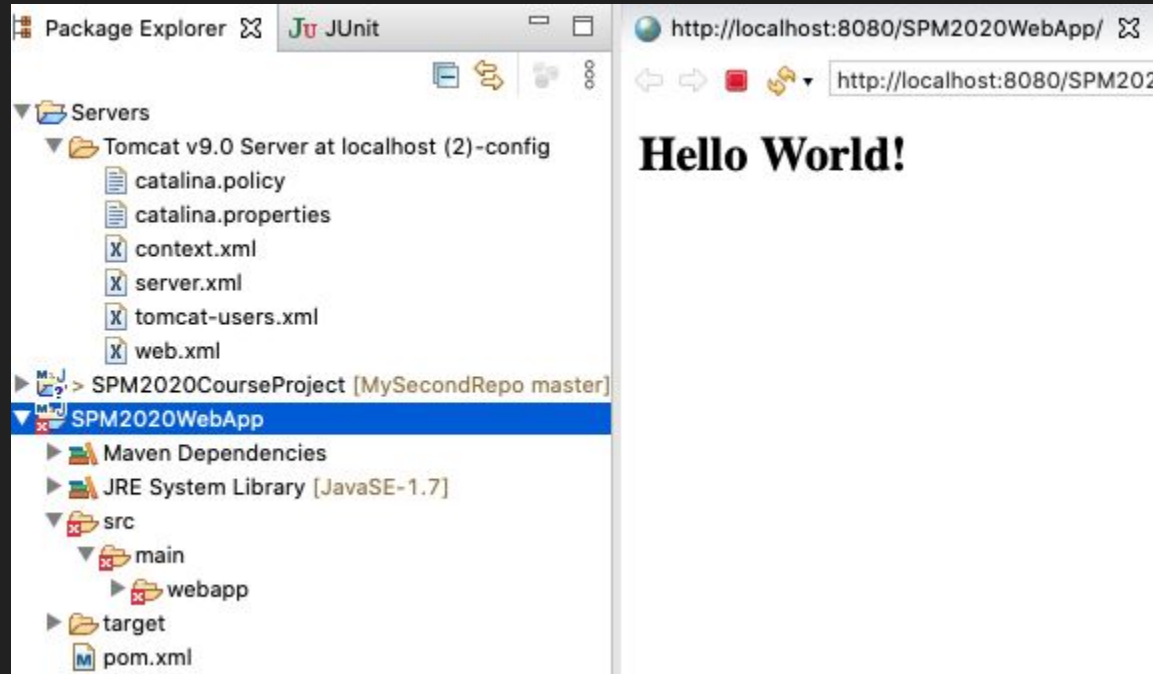 Package Explorer
JU JUnit
Servers
Tomcat v9.0 Server at localhost (2)-config
catalina.policy
catalina.properties
context.xml
server.xml
tomcat-users.xml
web.xml
> SPM2020CourseProject [MySecondRepo master]
SPM2020WebApp
Maven Dependencies
JRE System Library [JavaSE-1.7]
src
main
webapp
target
pom.xml
http://localhost:8080/SPM2020WebApp/
http://localhost:8080/SPM202
Hello World!